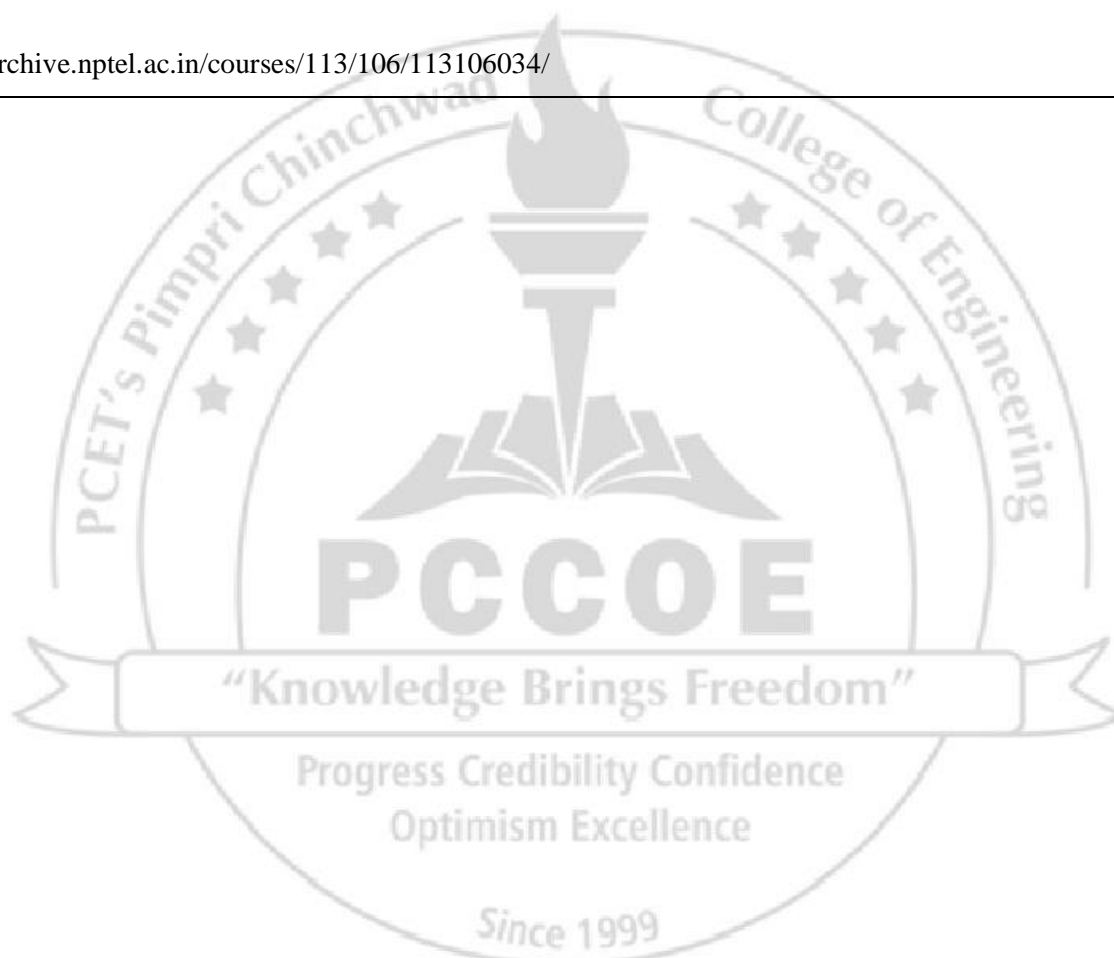 rchive.nptel.ac.in/courses/113/106/113106034/
PCET's Pimpri Chinchwad College of Engineering
PCCOE
"Knowledge Brings Freedom"
Progress Credibility Confidence
Optimism Excellence
Since 1999